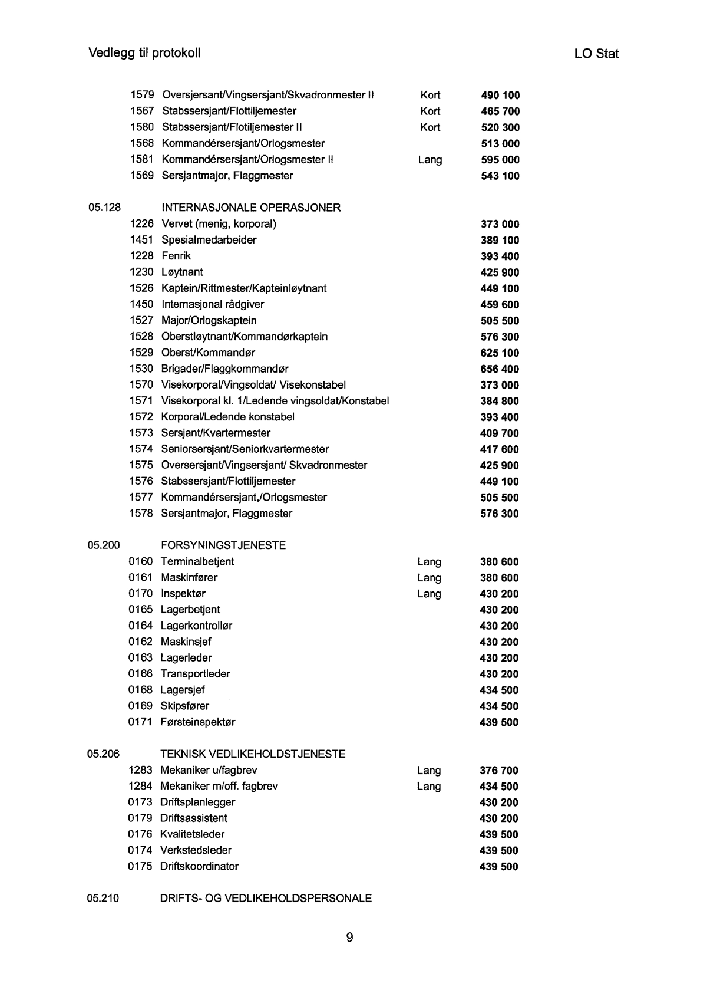 Vedlegg til protokoll LO Stat
1579 Oversjersant/Vingsersjant/Skvadronmester II Kort 490 100
1567 Stabssersjant/Flottiljemester Kort 465 700
1580 Stabssersjant/Flotiljemester II Kort 520 300
1568 Kommandérsersjant/Orlogsmester 513 000
1581 Kommandérsersjant/Orlogsmester II Lang 595 000
1569 Sersjantmajor, Flaggmester 543 100
05.128 INTERNASJONALE OPERASJONER
1226 Vervet (menig, korporal) 373 000
1451 Spesialmedarbeider 389 100
1228 Fenrik 393 400
1230 Løytnant 425 900
1526 Kaptein/Rittmester/Kapteinløytnant 449 100
1450 Internasjonal rådgiver 459 600
1527 Major/Orlogskaptein 505 500
1528 Oberstløytnant/Kommandørkaptein 576 300
1529 Oberst/Kommandør 625 100
1530 Brigader/Flaggkommandør 656 400
1570 Visekorporal/Vingsoldat/ Visekonstabel 373 000
1571 Visekorporal kl. 1/Ledende vingsoldat/Konstabel 384 800
1572 Korporal/Ledende konstabel 393 400
1573 Sersjant/Kvartermester 409 700
1574 Seniorsersjant/Seniorkvartermester 417 600
1575 Oversersjant/Vingsersjant/ Skvadronmester 425 900
1576 Stabssersjant/Flottiljemester 449 100
1577 Kommandérsersjant,/Orlogsmester 505 500
1578 Sersjantmajor, Flaggmester 576 300
05.200 FORSYNINGSTJENESTE
0160 Terminalbetjent Lang 380 600
0161 Maskinfører Lang 380 600
0170 Inspektør Lang 430 200
0165 Lagerbetjent 430 200
0164 Lagerkontrollør 430 200
0162 Maskinsjef 430 200
0163 Lagerleder 430 200
0166 Transportleder 430 200
0168 Lagersjef 434 500
0169 Skipsfører 434 500
0171 Førsteinspektør 439 500
05.206 TEKNISK VEDLIKEHOLDSTJENESTE
1283 Mekaniker u/fagbrev Lang 376 700
1284 Mekaniker m/off. fagbrev Lang 434 500
0173 Driftsplanlegger 430 200
0179 Driftsassistent 430 200
0176 Kvalitetsleder 439 500
0174 Verkstedsleder 439 500
0175 Driftskoordinator 439 500
05.210 DRIFTS- OG VEDLIKEHOLDSPERSONALE
9